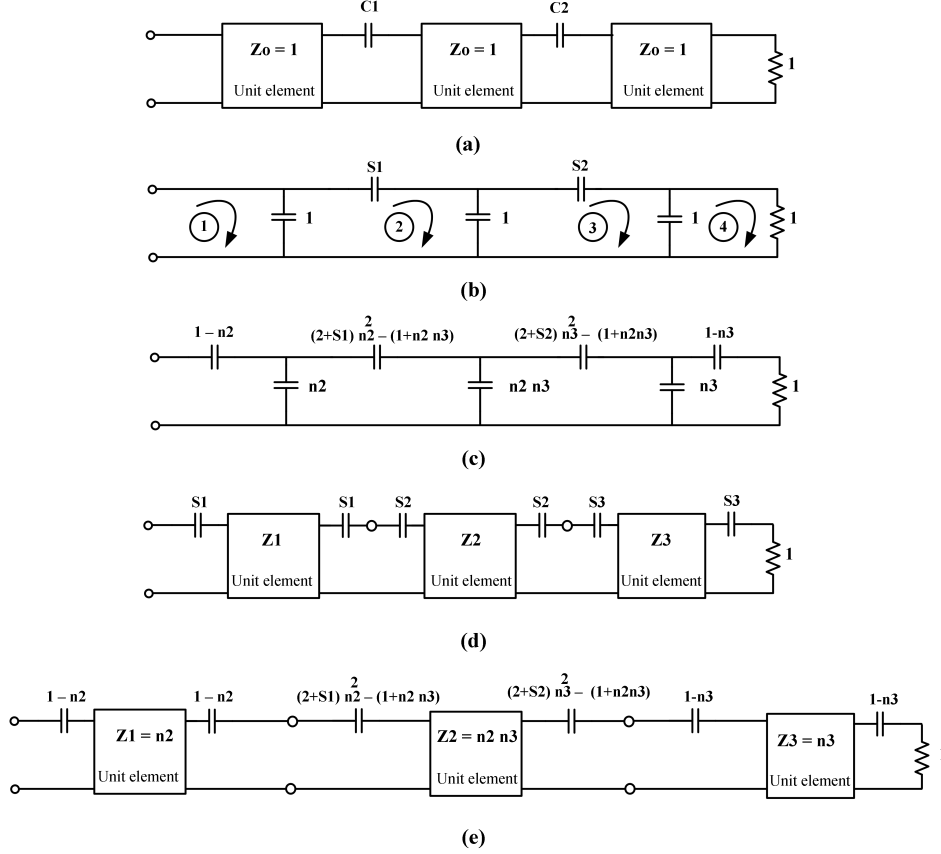 C1 C2
Zo = 1 Zo = 1 Zo = 1
Unit element Unit element Unit element
1
(a)
S1 S2
1 1 2 1 3 1 4 1
(b)
1 – n2 (2+S1) n2 2 – (1+n2 n3) (2+S2) n3 2 – (1+n2n3) 1-n3
n2 n2 n3 n3 1
(c)
S1 S1 S2 S2 S3 S3
Z1 Z2 Z3
Unit element Unit element Unit element
1
(d)
1 – n2 1 – n2 (2+S1) n2 2 – (1+n2 n3) (2+S2) n3 2 – (1+n2n3) 1-n3 1-n3
Z1 = n2 Z2 = n2 n3 Z3 = n3
Unit element Unit element Unit element
(e)